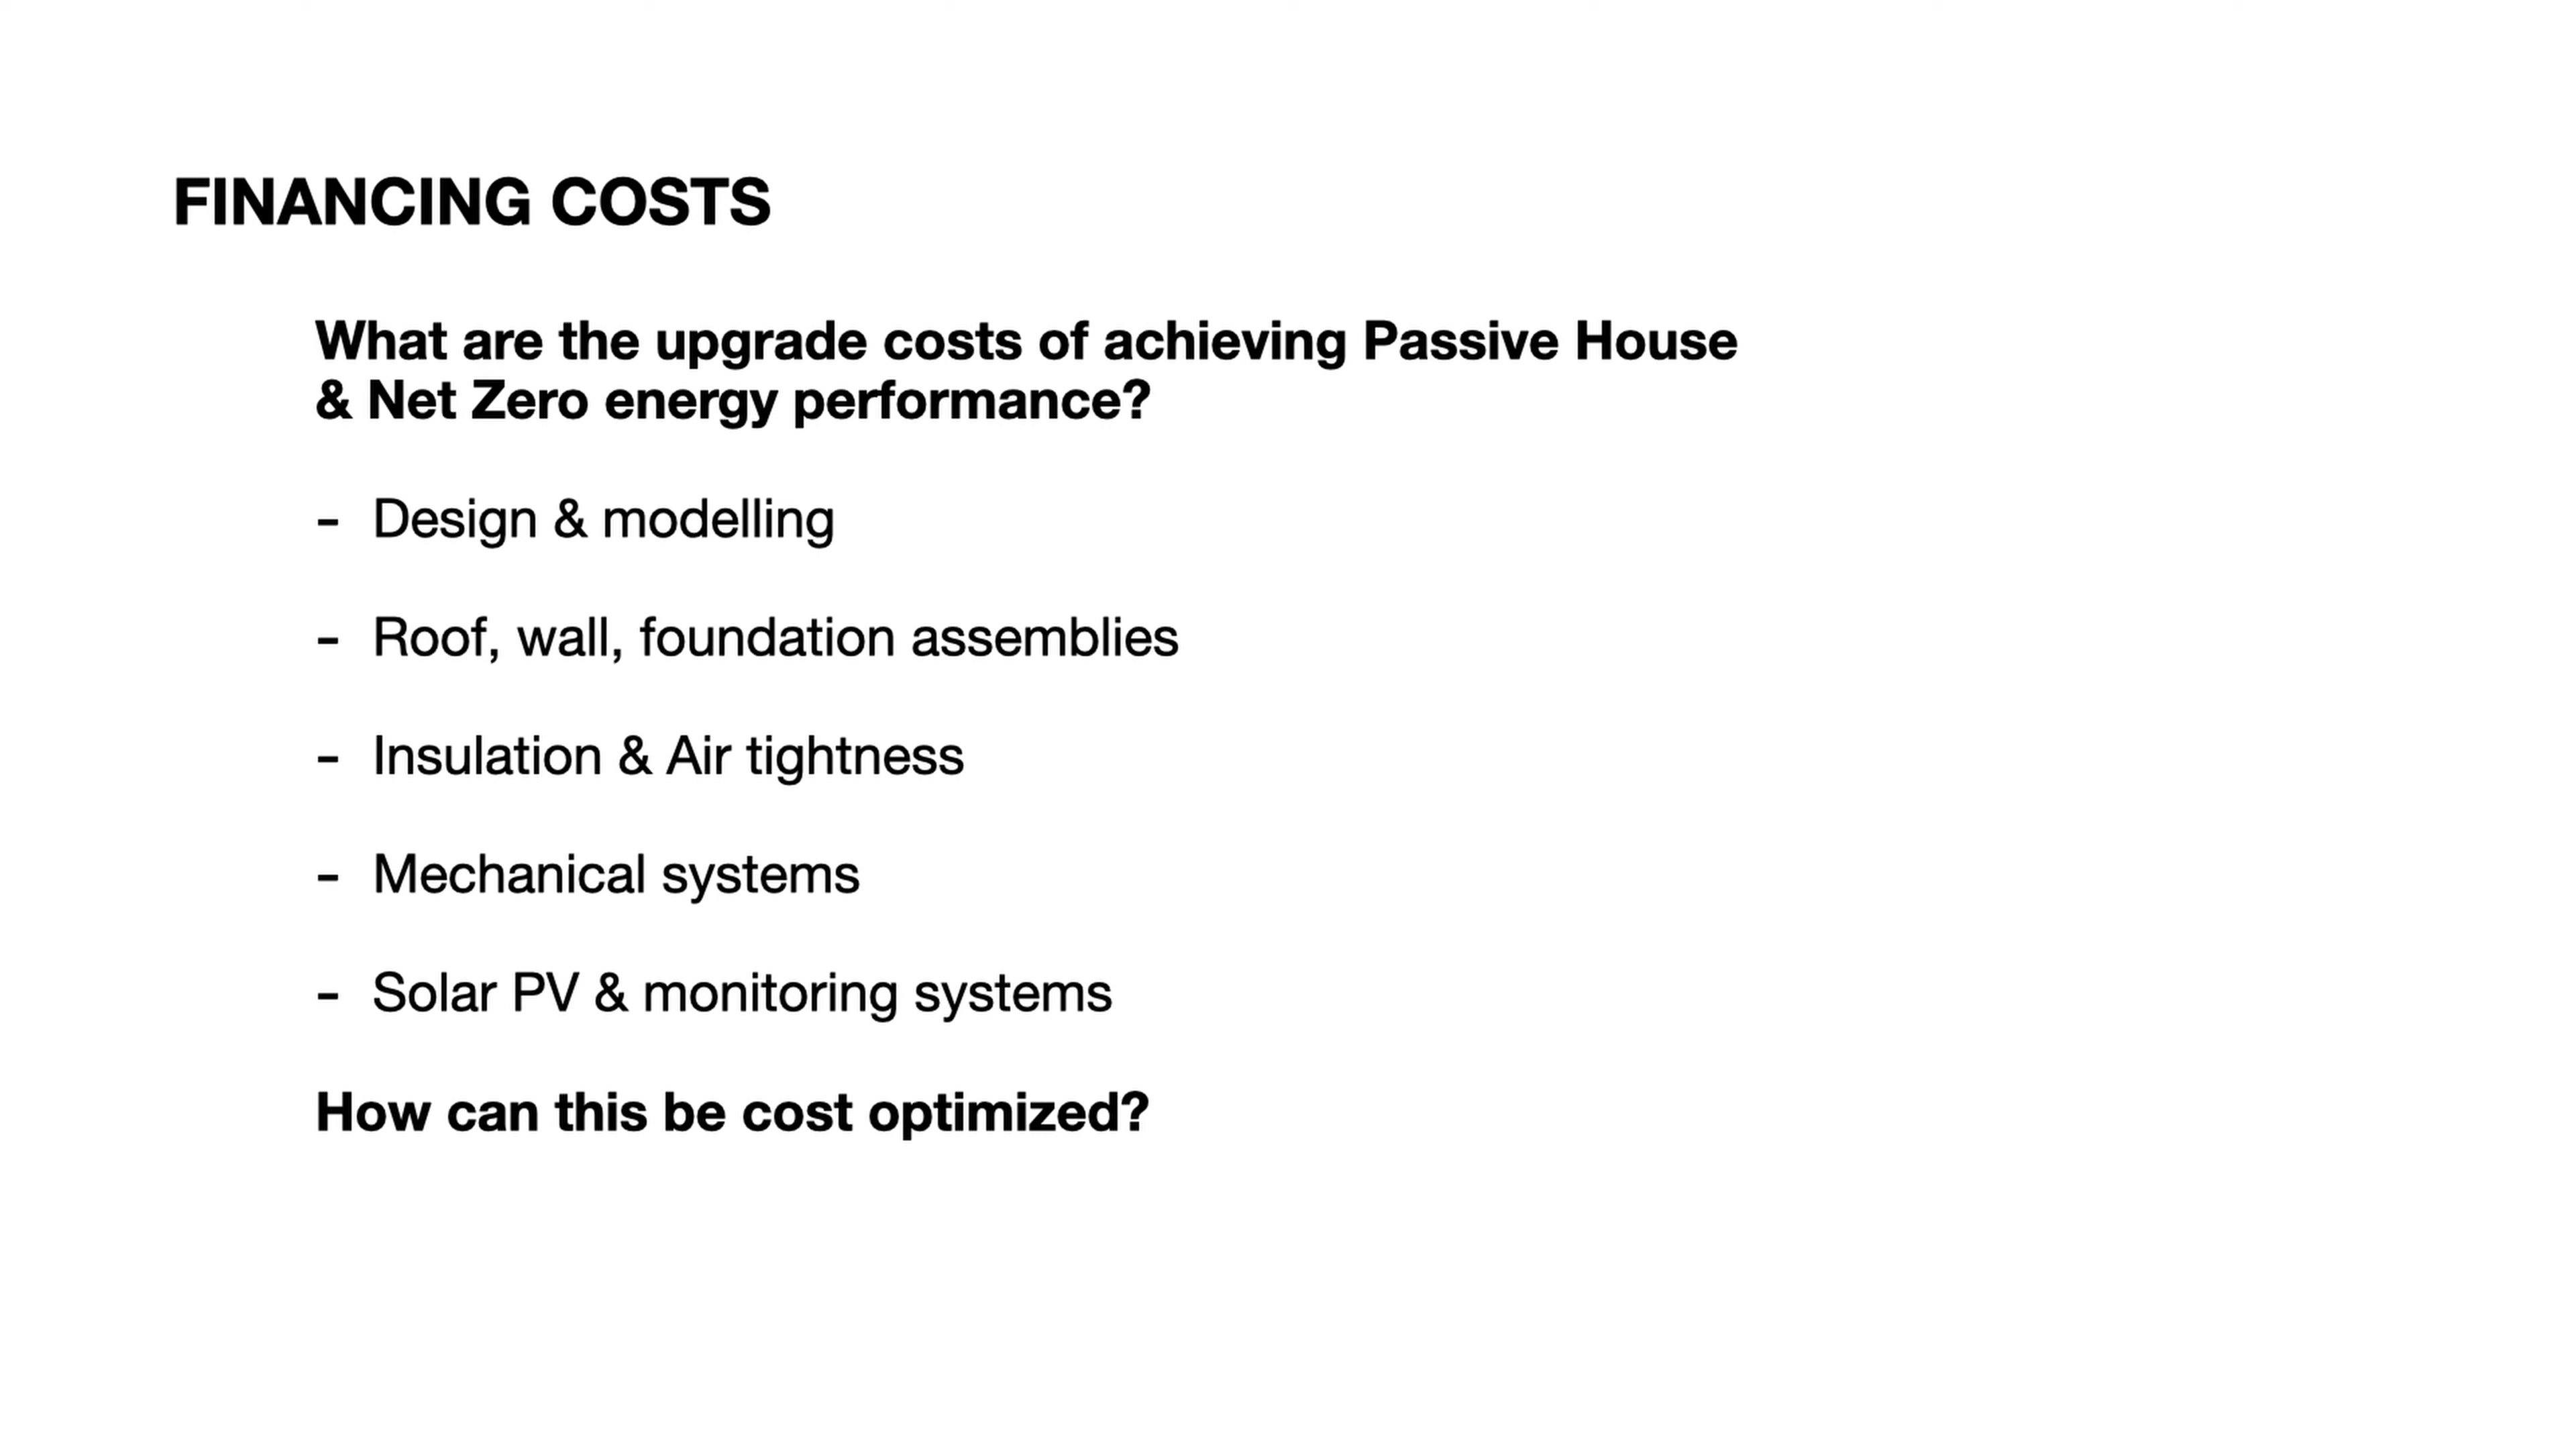 FINANCING COSTS
What are the upgrade costs of achieving Passive House
& Net Zero energy performance?
- Design & modelling
- Roof, wall, foundation assemblies
- Insulation & Air tightness
- Mechanical systems
- Solar PV & monitoring systems
How can this be cost optimized?